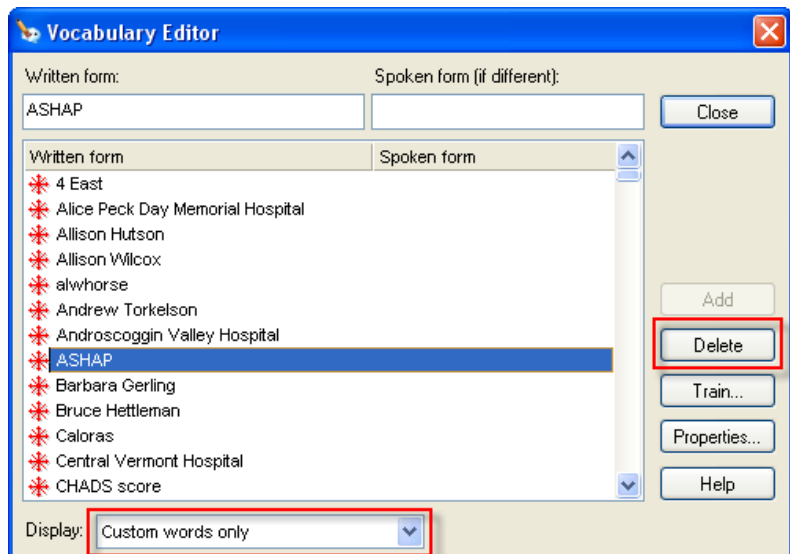 Vocabulary Editor
Written form: Spoken form (if different):
ASHAP
Close
Written form Spoken form
4 East
Alice Peck Day Memorial Hospital
Allison Hutson
Allison Wilcox
alwhorse
Andrew Torkelson
Androscoggin Valley Hospital
ASHAP
Barbara Gerling
Bruce Hettleman
Caloras
Central Vermont Hospital
CHADS score
Add
Delete
Train...
Properties...
Help
Display: Custom words only